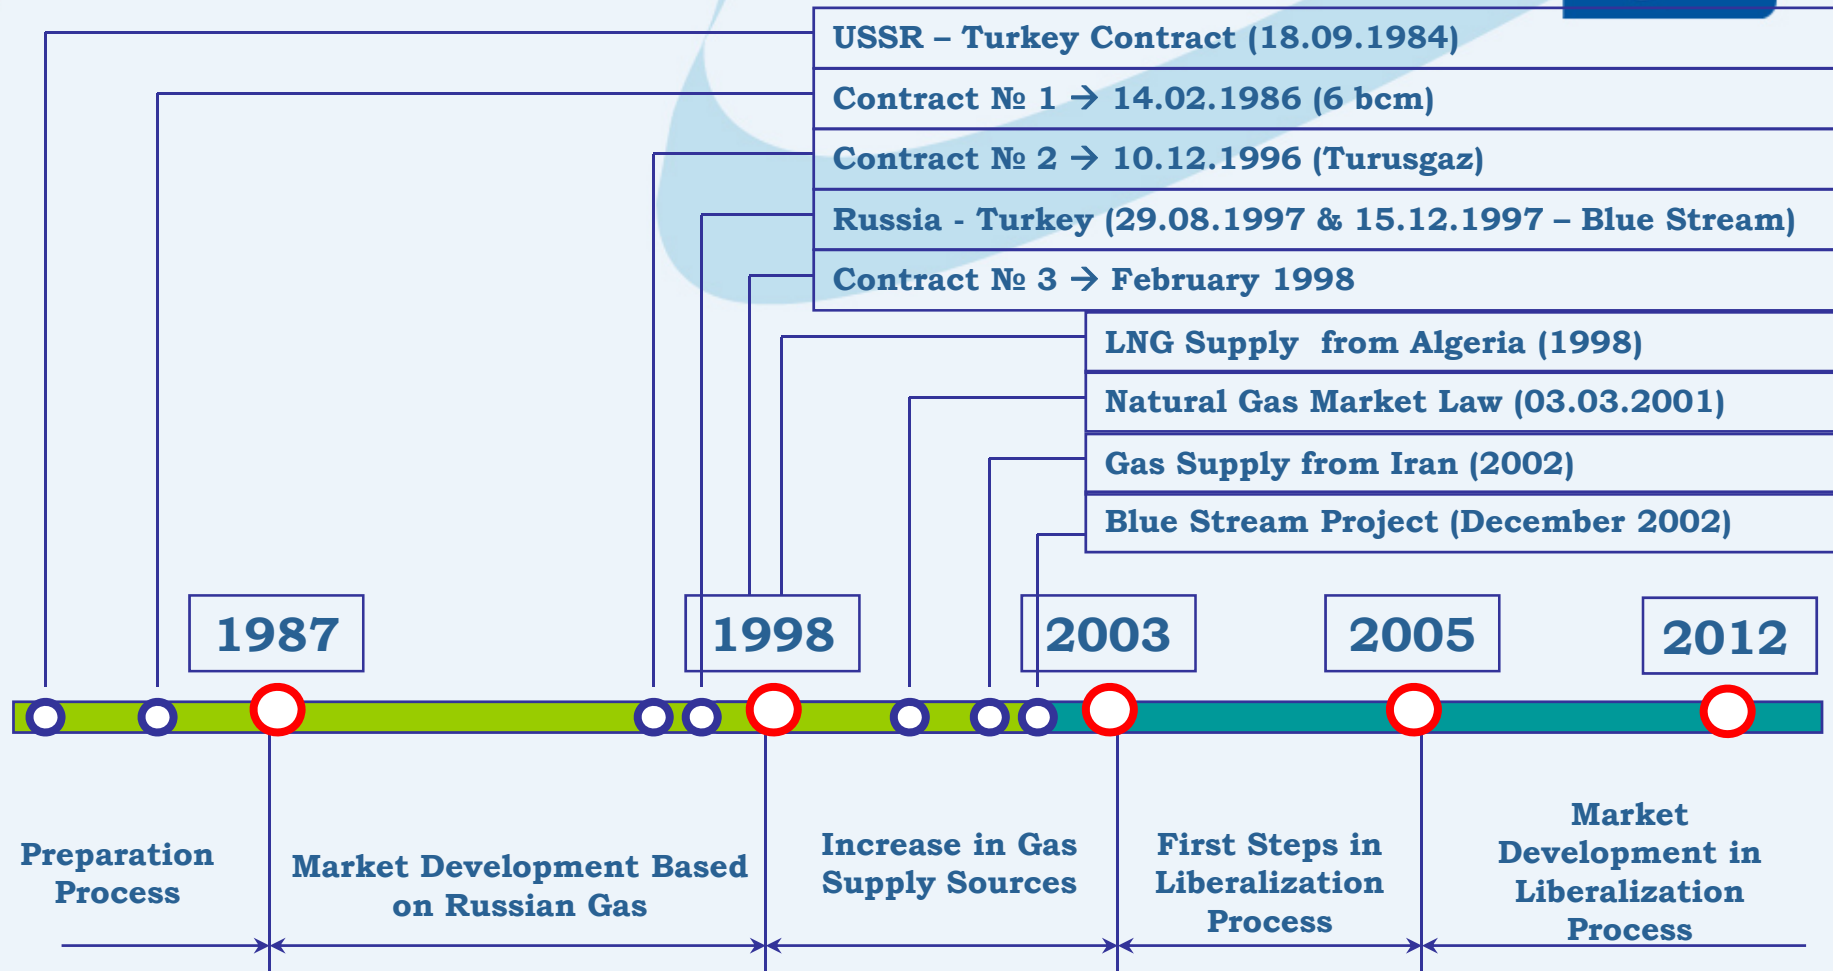 USSR – Turkey Contract (18.09.1984)
Contract № 1 → 14.02.1986 (6 bcm)
Contract № 2 → 10.12.1996 (Turusgaz)
Russia - Turkey (29.08.1997 & 15.12.1997 – Blue Stream)
Contract № 3 → February 1998
LNG Supply  from Algeria (1998)
Natural Gas Market Law (03.03.2001)
Gas Supply from Iran (2002)
Blue Stream Project (December 2002)
1987
1998
2003
2005
2012
Preparation
Process
Market Development Based
on Russian Gas
Increase in Gas
Supply Sources
First Steps in
Liberalization
Process
Market
Development in
Liberalization
Process